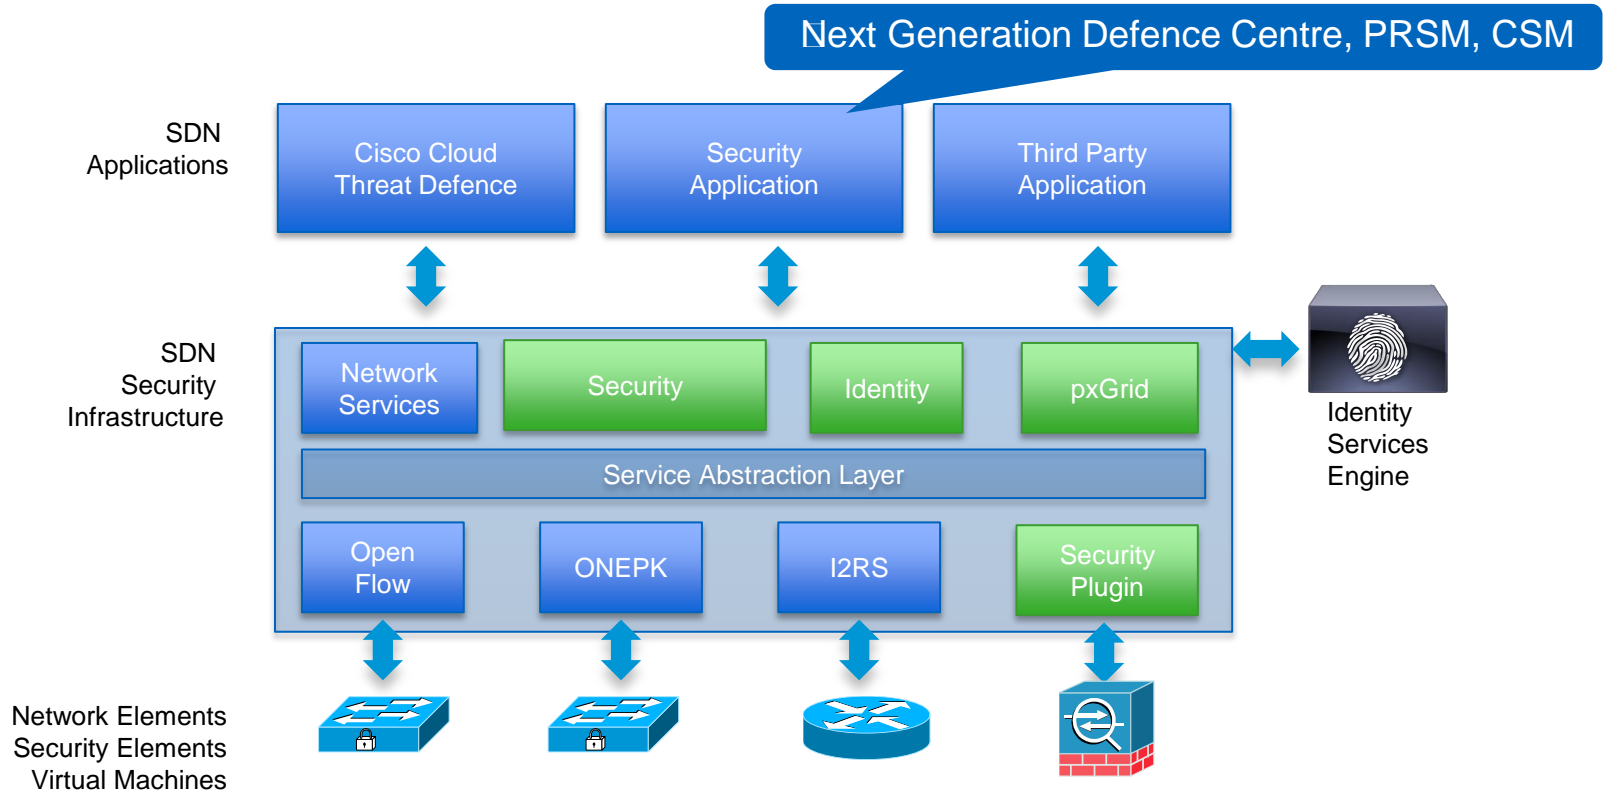 Next Generation Defence Centre, PRSM, CSM
SDN
Applications
Cisco Cloud
Threat Defence
Security
Application
Third Party
Application
SDN
Security
Infrastructure
Network
Services
Security
Identity
pxGrid
Identity
Services
Engine
Service Abstraction Layer
Open
Flow
ONEPK
I2RS
Security
Plugin
Network Elements
Security Elements
Virtual Machines